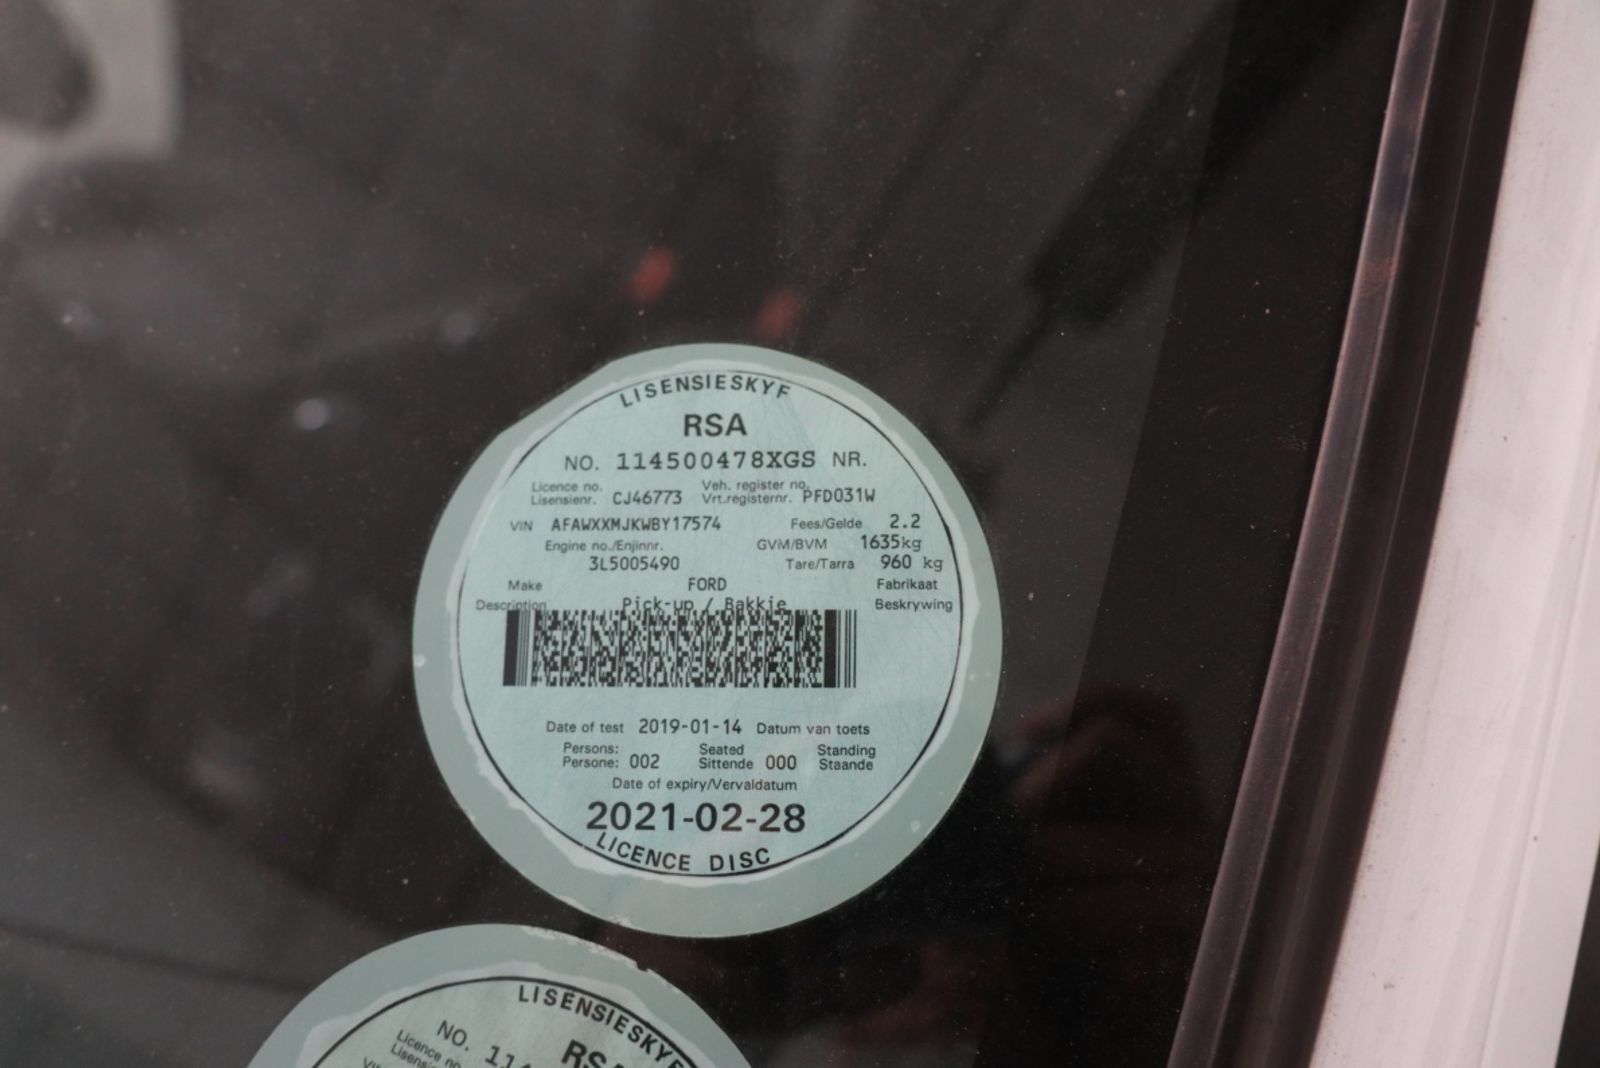 LISENSIESKYF
RSA
NO. 114500478XGS NR.
Licence no. Veh. register no.
Lisensienr. CJ46773 Vrt.registernr. PFD031W
VIN AFAWXXMJKWBY17574 Fees/Gelde 2.2
Engine no./Enjinnr. GVM/BVM 1635kg
3L5005490 Tare/Tarra 960 kg
Make FORD Fabrikaat
Description Pick-up / Bakkie Beskrywing
Date of test 2019-01-14 Datum van toets
Persons: Seated Standing
Persone: 002 Sittende 000 Staande
Date of expiry/Vervaldatum
2021-02-28
LICENCE DISC
LISENSIESKYF
RSA
NO. 114
Licence no